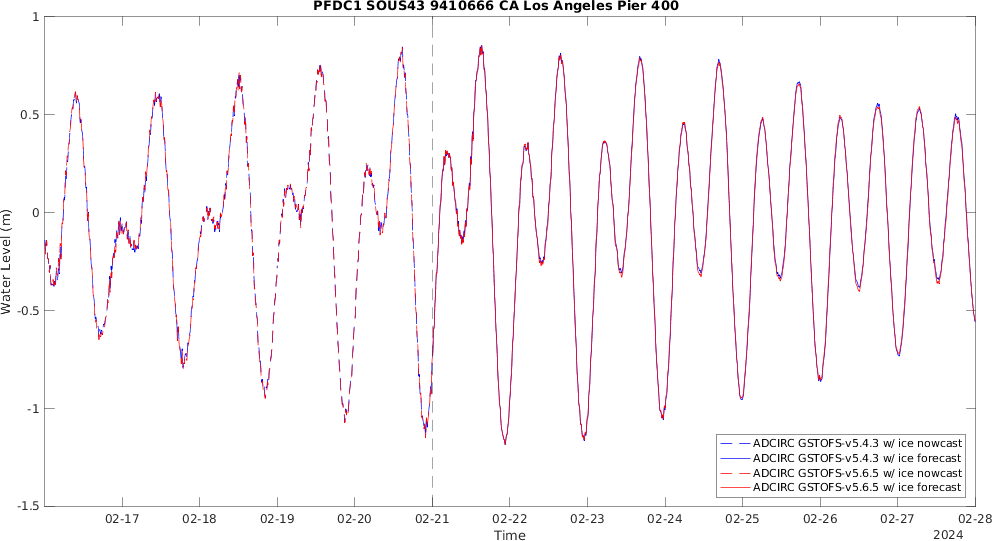 PFDC1 SOUS43 9410666 CA Los Angeles Pier 400
1
0.5
0
-0.5
-1
-1.5
Water Level (m)
ADCIRC GSTOFS-v5.4.3 w/ ice nowcast
ADCIRC GSTOFS-v5.4.3 w/ ice forecast
ADCIRC GSTOFS-v5.6.5 w/ ice nowcast
ADCIRC GSTOFS-v5.6.5 w/ ice forecast
02-17 02-18 02-19 02-20 02-21 02-22 02-23 02-24 02-25 02-26 02-27 02-28
Time
2024